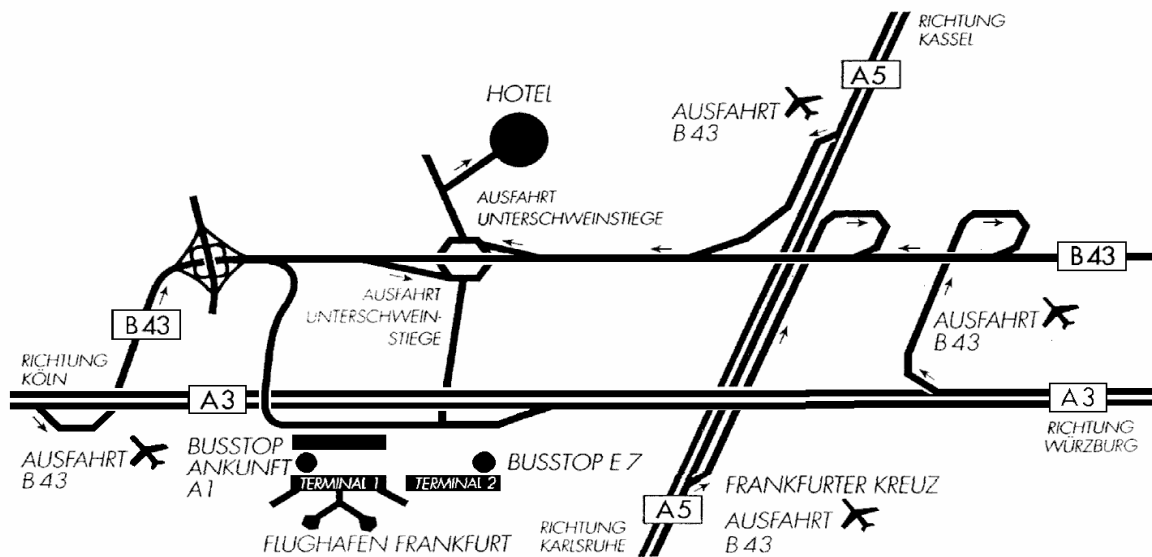 RICHTUNG
KASSEL
A5
HOTEL
AUSFAHRT
B 43
AUSFAHRT
UNTERSCHWEINSTIEGE
B 43
AUSFAHRT
UNTERSCHWEIN-
STIEGE
B 43
AUSFAHRT
B 43
RICHTUNG
KÖLN
A3
A3
RICHTUNG
WÜRZBURG
AUSFAHRT
B 43
BUSSTOP
ANKUNFT
A1
BUSSTOP E 7
TERMINAL 1
TERMINAL 2
FRANKFURTER KREUZ
A5
AUSFAHRT
B 43
RICHTUNG
KARLSRUHE
FLUGHAFEN FRANKFURT